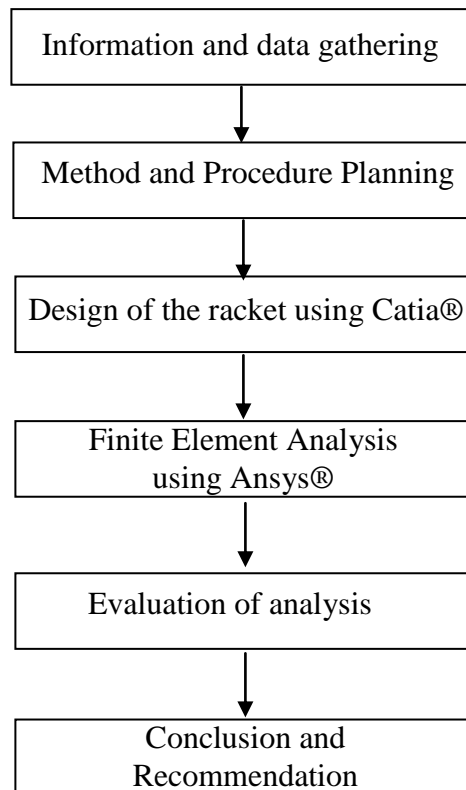 Information and data gathering
Method and Procedure Planning
Design of the racket using Catia®
Finite Element Analysis
using Ansys®
Evaluation of analysis
Conclusion and
Recommendation